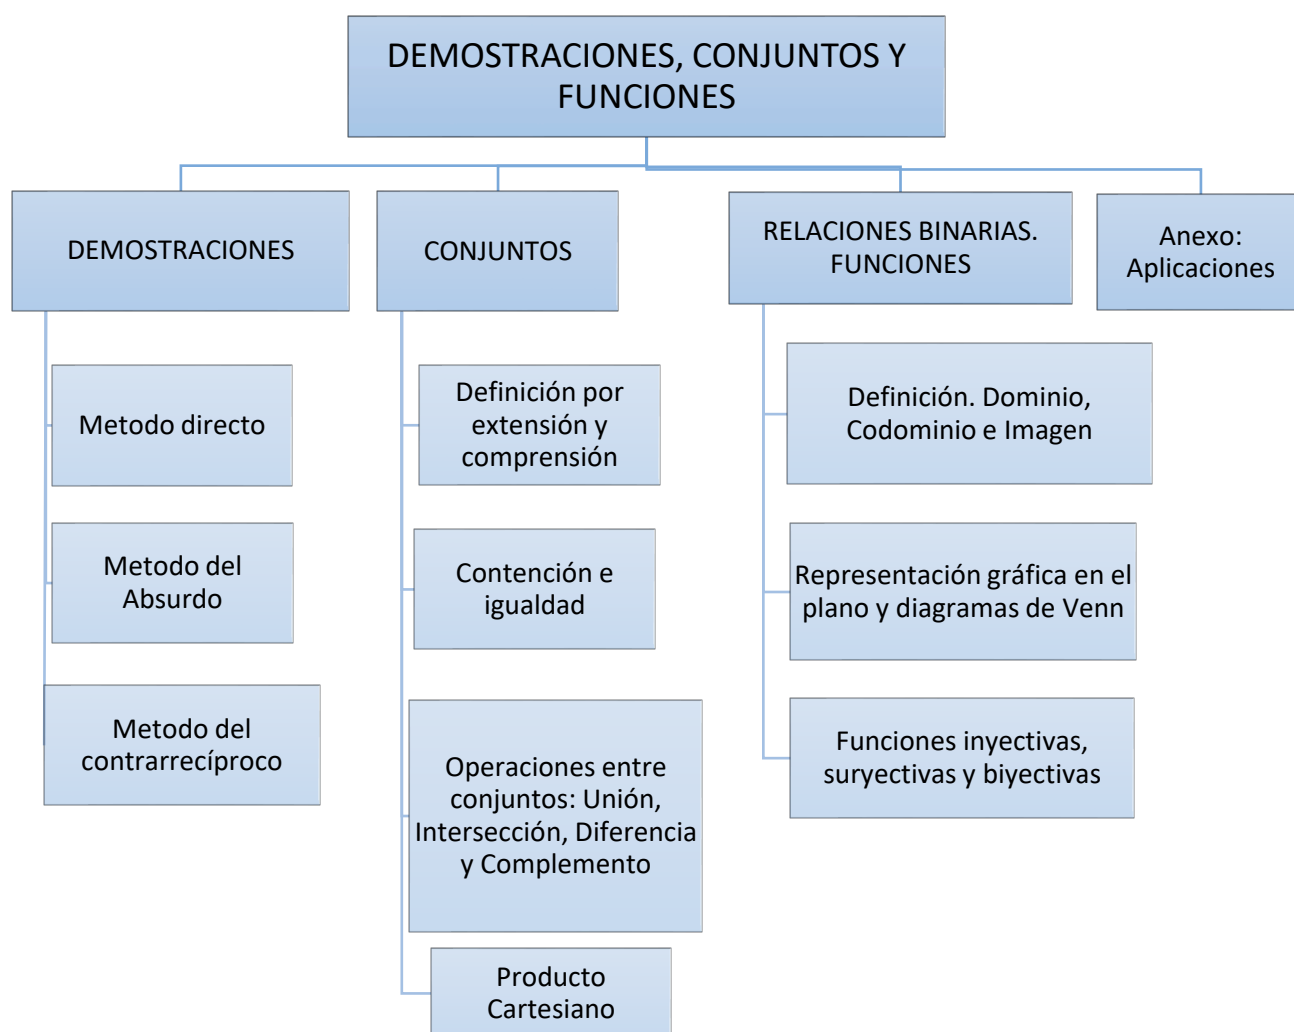 DEMOSTRACIONES, CONJUNTOS Y
FUNCIONES
DEMOSTRACIONES
CONJUNTOS
RELACIONES BINARIAS.
FUNCIONES
Anexo:
Aplicaciones
Metodo directo
Metodo del
Absurdo
Metodo del
contrarrecíproco
Definición por
extensión y
comprensión
Contención e
igualdad
Operaciones entre
conjuntos: Unión,
Intersección, Diferencia
y Complemento
Producto
Cartesiano
Definición. Dominio,
Codominio e Imagen
Representación gráfica en el
plano y diagramas de Venn
Funciones inyectivas,
suryectivas y biyectivas